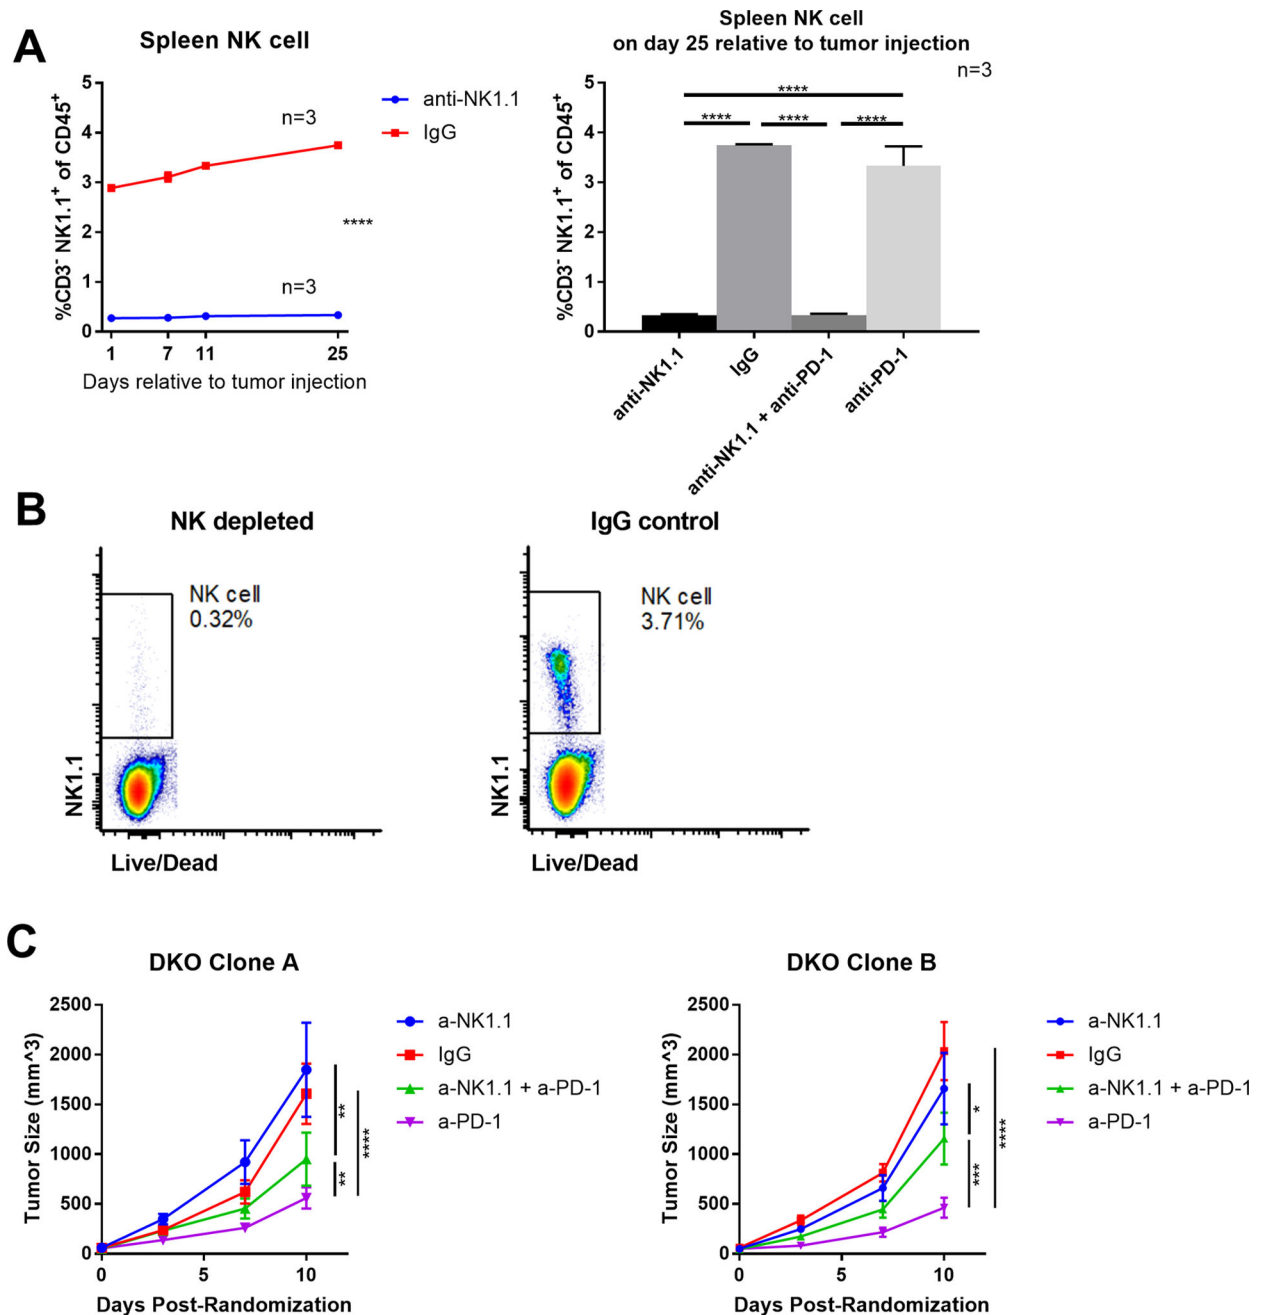 A
Spleen NK cell
5
4
3
2
1
0
%CD3⁻ NK1.1⁺ of CD45⁺
n=3
****
n=3
1 7 11 25
Days relative to tumor injection
anti-NK1.1
IgG
Spleen NK cell
on day 25 relative to tumor injection
n=3
5
4
3
2
1
0
%CD3⁻ NK1.1⁺ of CD45⁺
****
**** **** ****
anti-NK1.1
IgG
anti-NK1.1 + anti-PD-1
anti-PD-1
B
NK depleted
NK cell
0.32%
NK1.1
Live/Dead
IgG control
NK cell
3.71%
NK1.1
Live/Dead
C
DKO Clone A
2500
2000
1500
1000
500
0
Tumor Size (mm^3)
0 5 10
Days Post-Randomization
a-NK1.1
IgG
a-NK1.1 + a-PD-1
a-PD-1
**
**
****
DKO Clone B
2500
2000
1500
1000
500
0
Tumor Size (mm^3)
0 5 10
Days Post-Randomization
a-NK1.1
IgG
a-NK1.1 + a-PD-1
a-PD-1
*
***
****